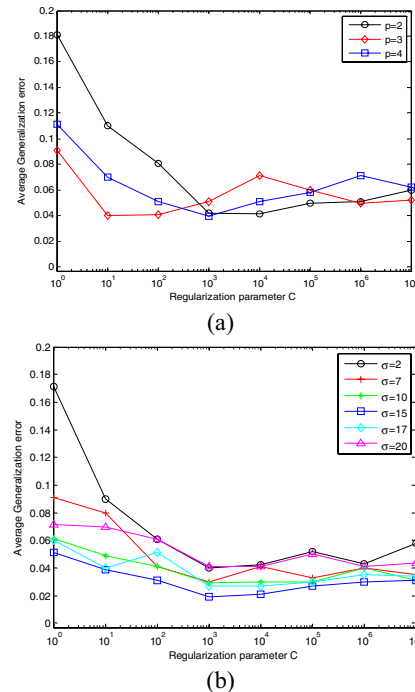 0.2
0.18
0.16
0.14
0.12
0.1
0.08
0.06
0.04
0.02
0
Average Generalization error
p=2
p=3
p=4
10^0 10^1 10^2 10^3 10^4 10^5 10^6
Regularization parameter C
(a)
0.2
0.18
0.16
0.14
0.12
0.1
0.08
0.06
0.04
0.02
0
Average Generalization error
σ=2
σ=7
σ=10
σ=15
σ=17
σ=20
10^0 10^1 10^2 10^3 10^4 10^5 10^6
Regularization parameter C
(b)